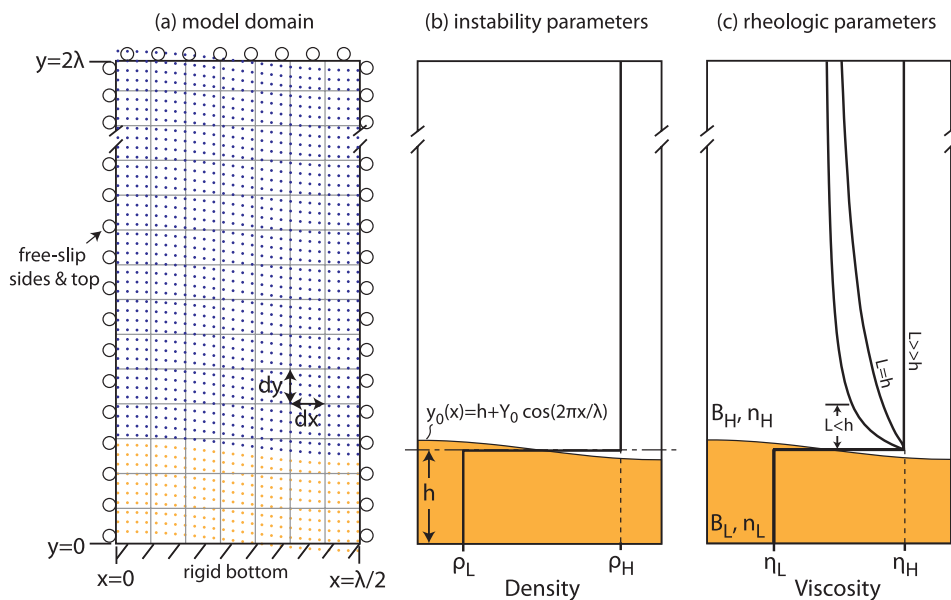 (a) model domain
(b) instability parameters
(c) rheologic parameters
y=2λ
free-slip
sides & top
dy
dx
y=0
x=0
rigid bottom
x=λ/2
y₀(x)=h+Y₀ cos(2πx/λ)
h
ρL
ρH
Density
L>>h
L=h
L<h
BH, nH
BL, nL
ηL
ηH
Viscosity